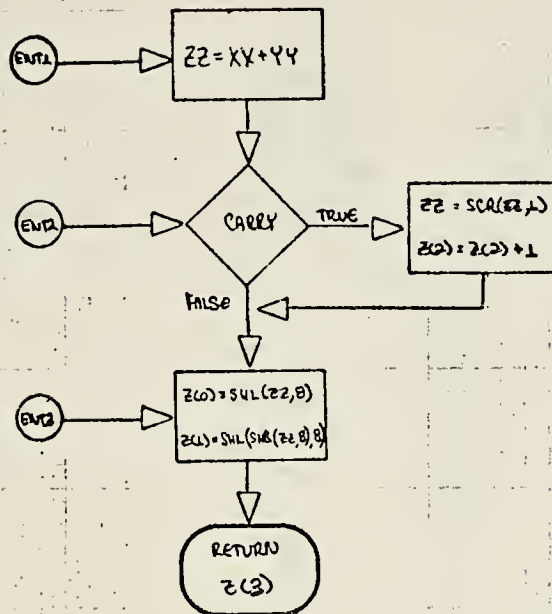 ENT1
ZZ = XX + YY
ENT2
CARRY
TRUE
ZZ = SCR(ZZ,1)
Z(2) = Z(2) + 1
FALSE
ENT3
Z(0) = SHL(ZZ,8)
Z(1) = SHL(SHR(ZZ,8),8)
RETURN
Z(3)